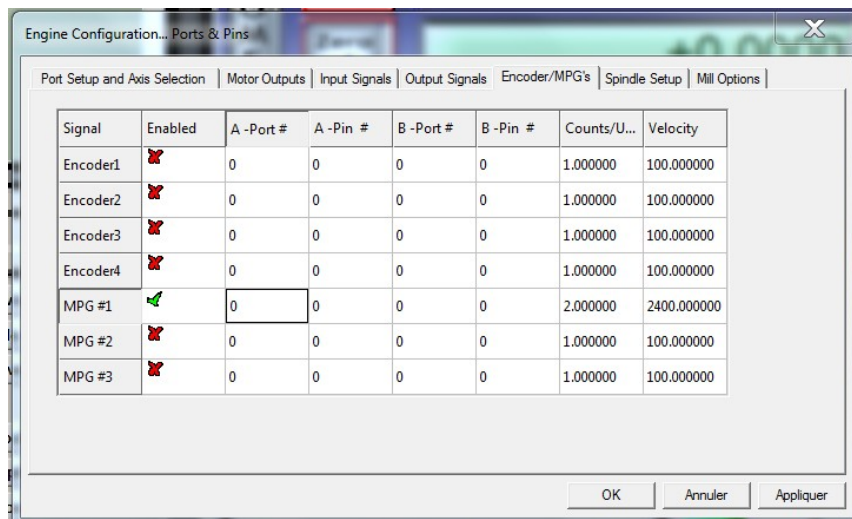 Engine Configuration... Ports & Pins
Port Setup and Axis Selection Motor Outputs Input Signals Output Signals Encoder/MPG's Spindle Setup Mill Options
Signal Enabled A -Port # A -Pin # B -Port # B -Pin # Counts/U... Velocity
Encoder1 0 0 0 0 1.000000 100.000000
Encoder2 0 0 0 0 1.000000 100.000000
Encoder3 0 0 0 0 1.000000 100.000000
Encoder4 0 0 0 0 1.000000 100.000000
MPG #1 0 0 0 0 2.000000 2400.000000
MPG #2 0 0 0 0 1.000000 100.000000
MPG #3 0 0 0 0 1.000000 100.000000
OK Annuler Appliquer